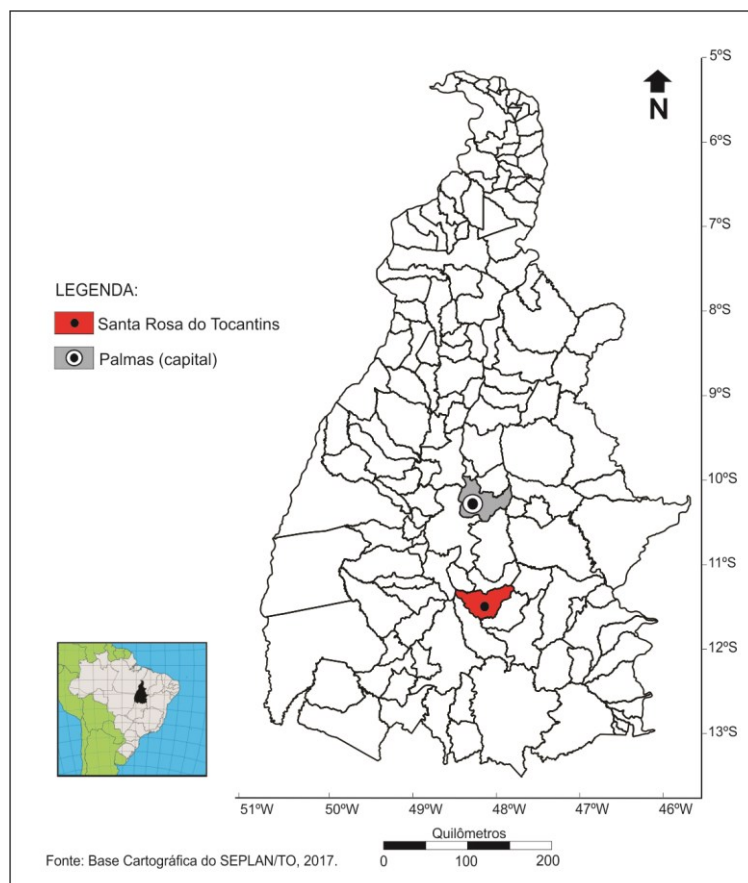 5ºS
N
6ºS
7ºS
LEGENDA:
Santa Rosa do Tocantins
8ºS
Palmas (capital)
9ºS
10ºS
11ºS
12ºS
13ºS
51ºW 50ºW 49ºW 48ºW 47ºW 46ºW
Quilômetros
Fonte: Base Cartográfica do SEPLAN/TO, 2017.
0 100 200